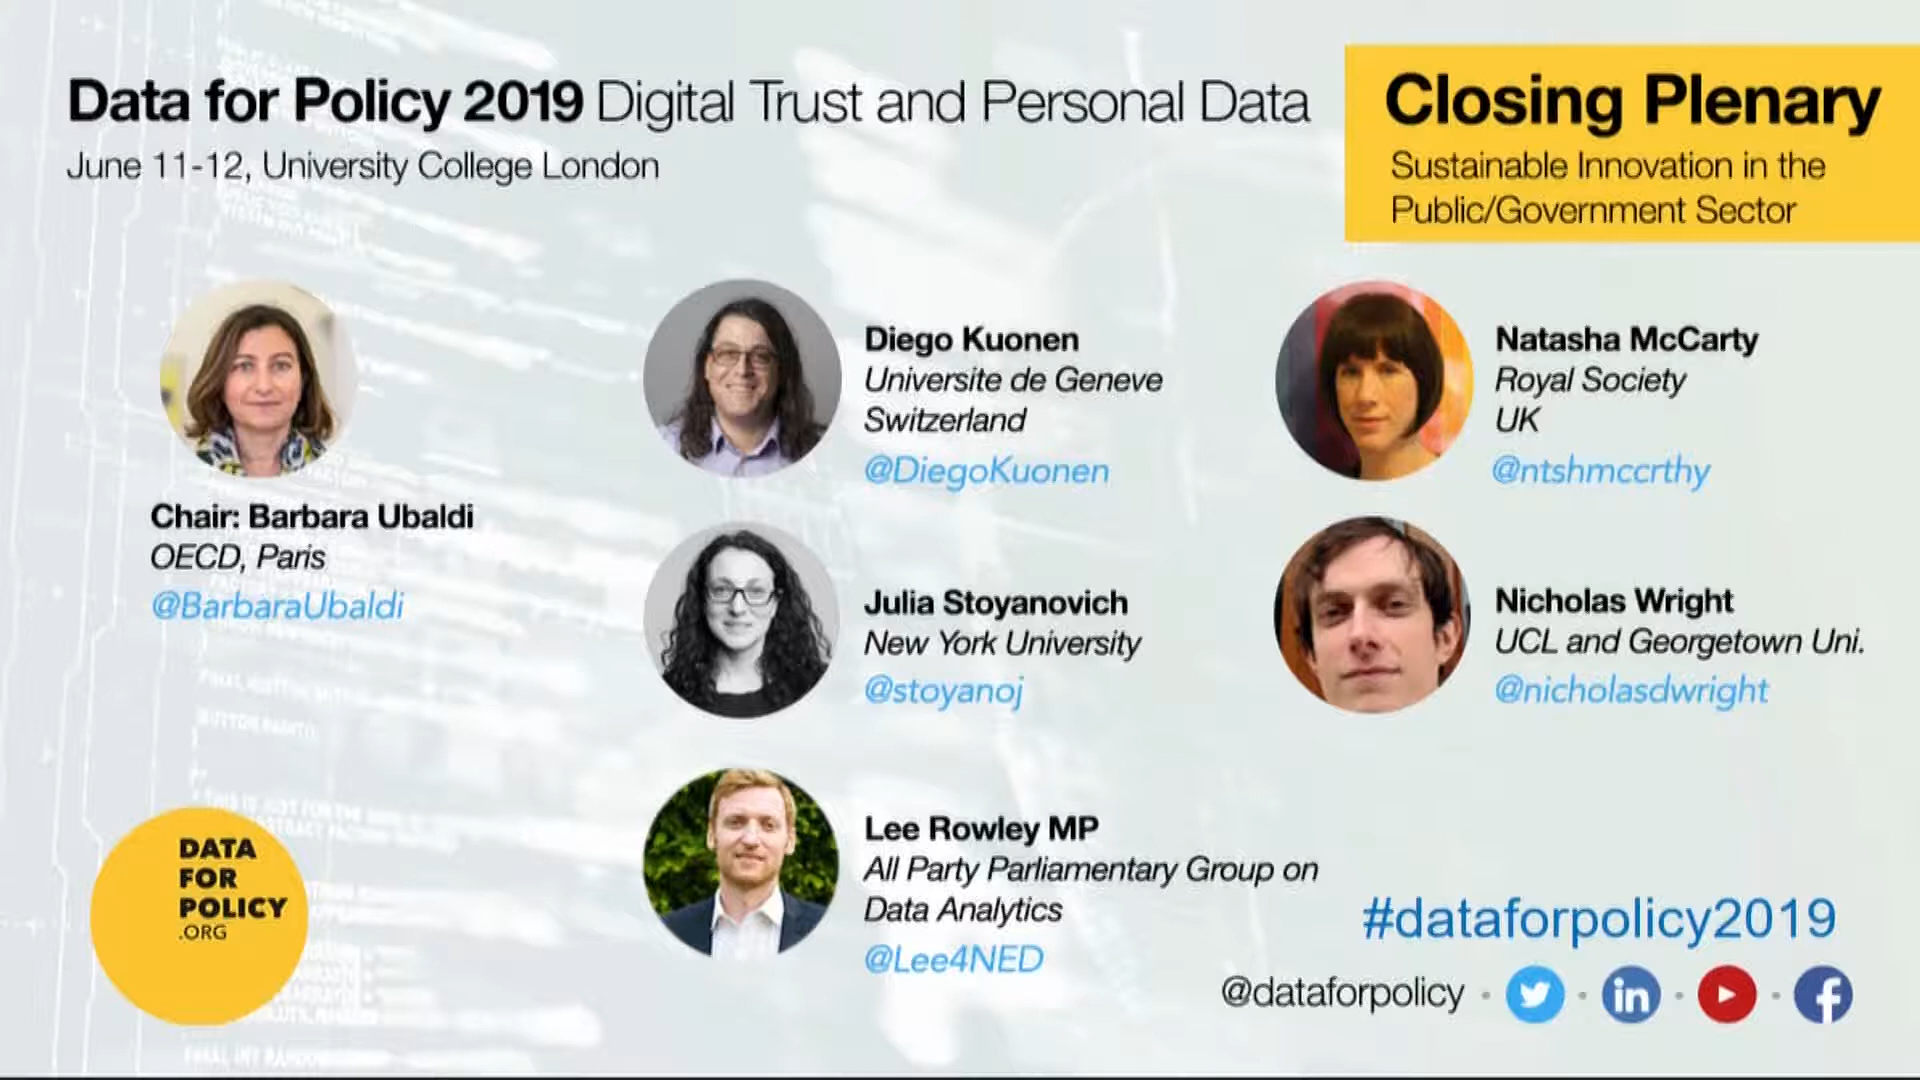 Data for Policy 2019 Digital Trust and Personal Data
June 11-12, University College London
Closing Plenary
Sustainable Innovation in the
Public/Government Sector
Chair: Barbara Ubaldi
OECD, Paris
@BarbaraUbaldi
Diego Kuonen
Universite de Geneve
Switzerland
@DiegoKuonen
Natasha McCarty
Royal Society
UK
@ntshmccrthy
Julia Stoyanovich
New York University
@stoyanoj
Nicholas Wright
UCL and Georgetown Uni.
@nicholasdwright
Lee Rowley MP
All Party Parliamentary Group on
Data Analytics
@Lee4NED
DATA
FOR
POLICY
.ORG
#dataforpolicy2019
@dataforpolicy